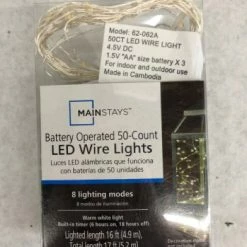 Model: 62-062A
50CT LED WIRE LIGHT
4.5V DC
1.5V "AA" size battery X 3
For indoor and outdoor use
Made in Cambodia
MAINSTAYS
Battery Operated 50-Count
LED Wire Lights
Luces LED alámbricas que funciona
con baterías de 50 unidades
8 lighting modes
8 modos de iluminación
Warm white light
Built-in timer (6 hours on, 18 hours off)
Lighted length 16 ft (4.9 m),
Total length 17 ft (5.2 m)